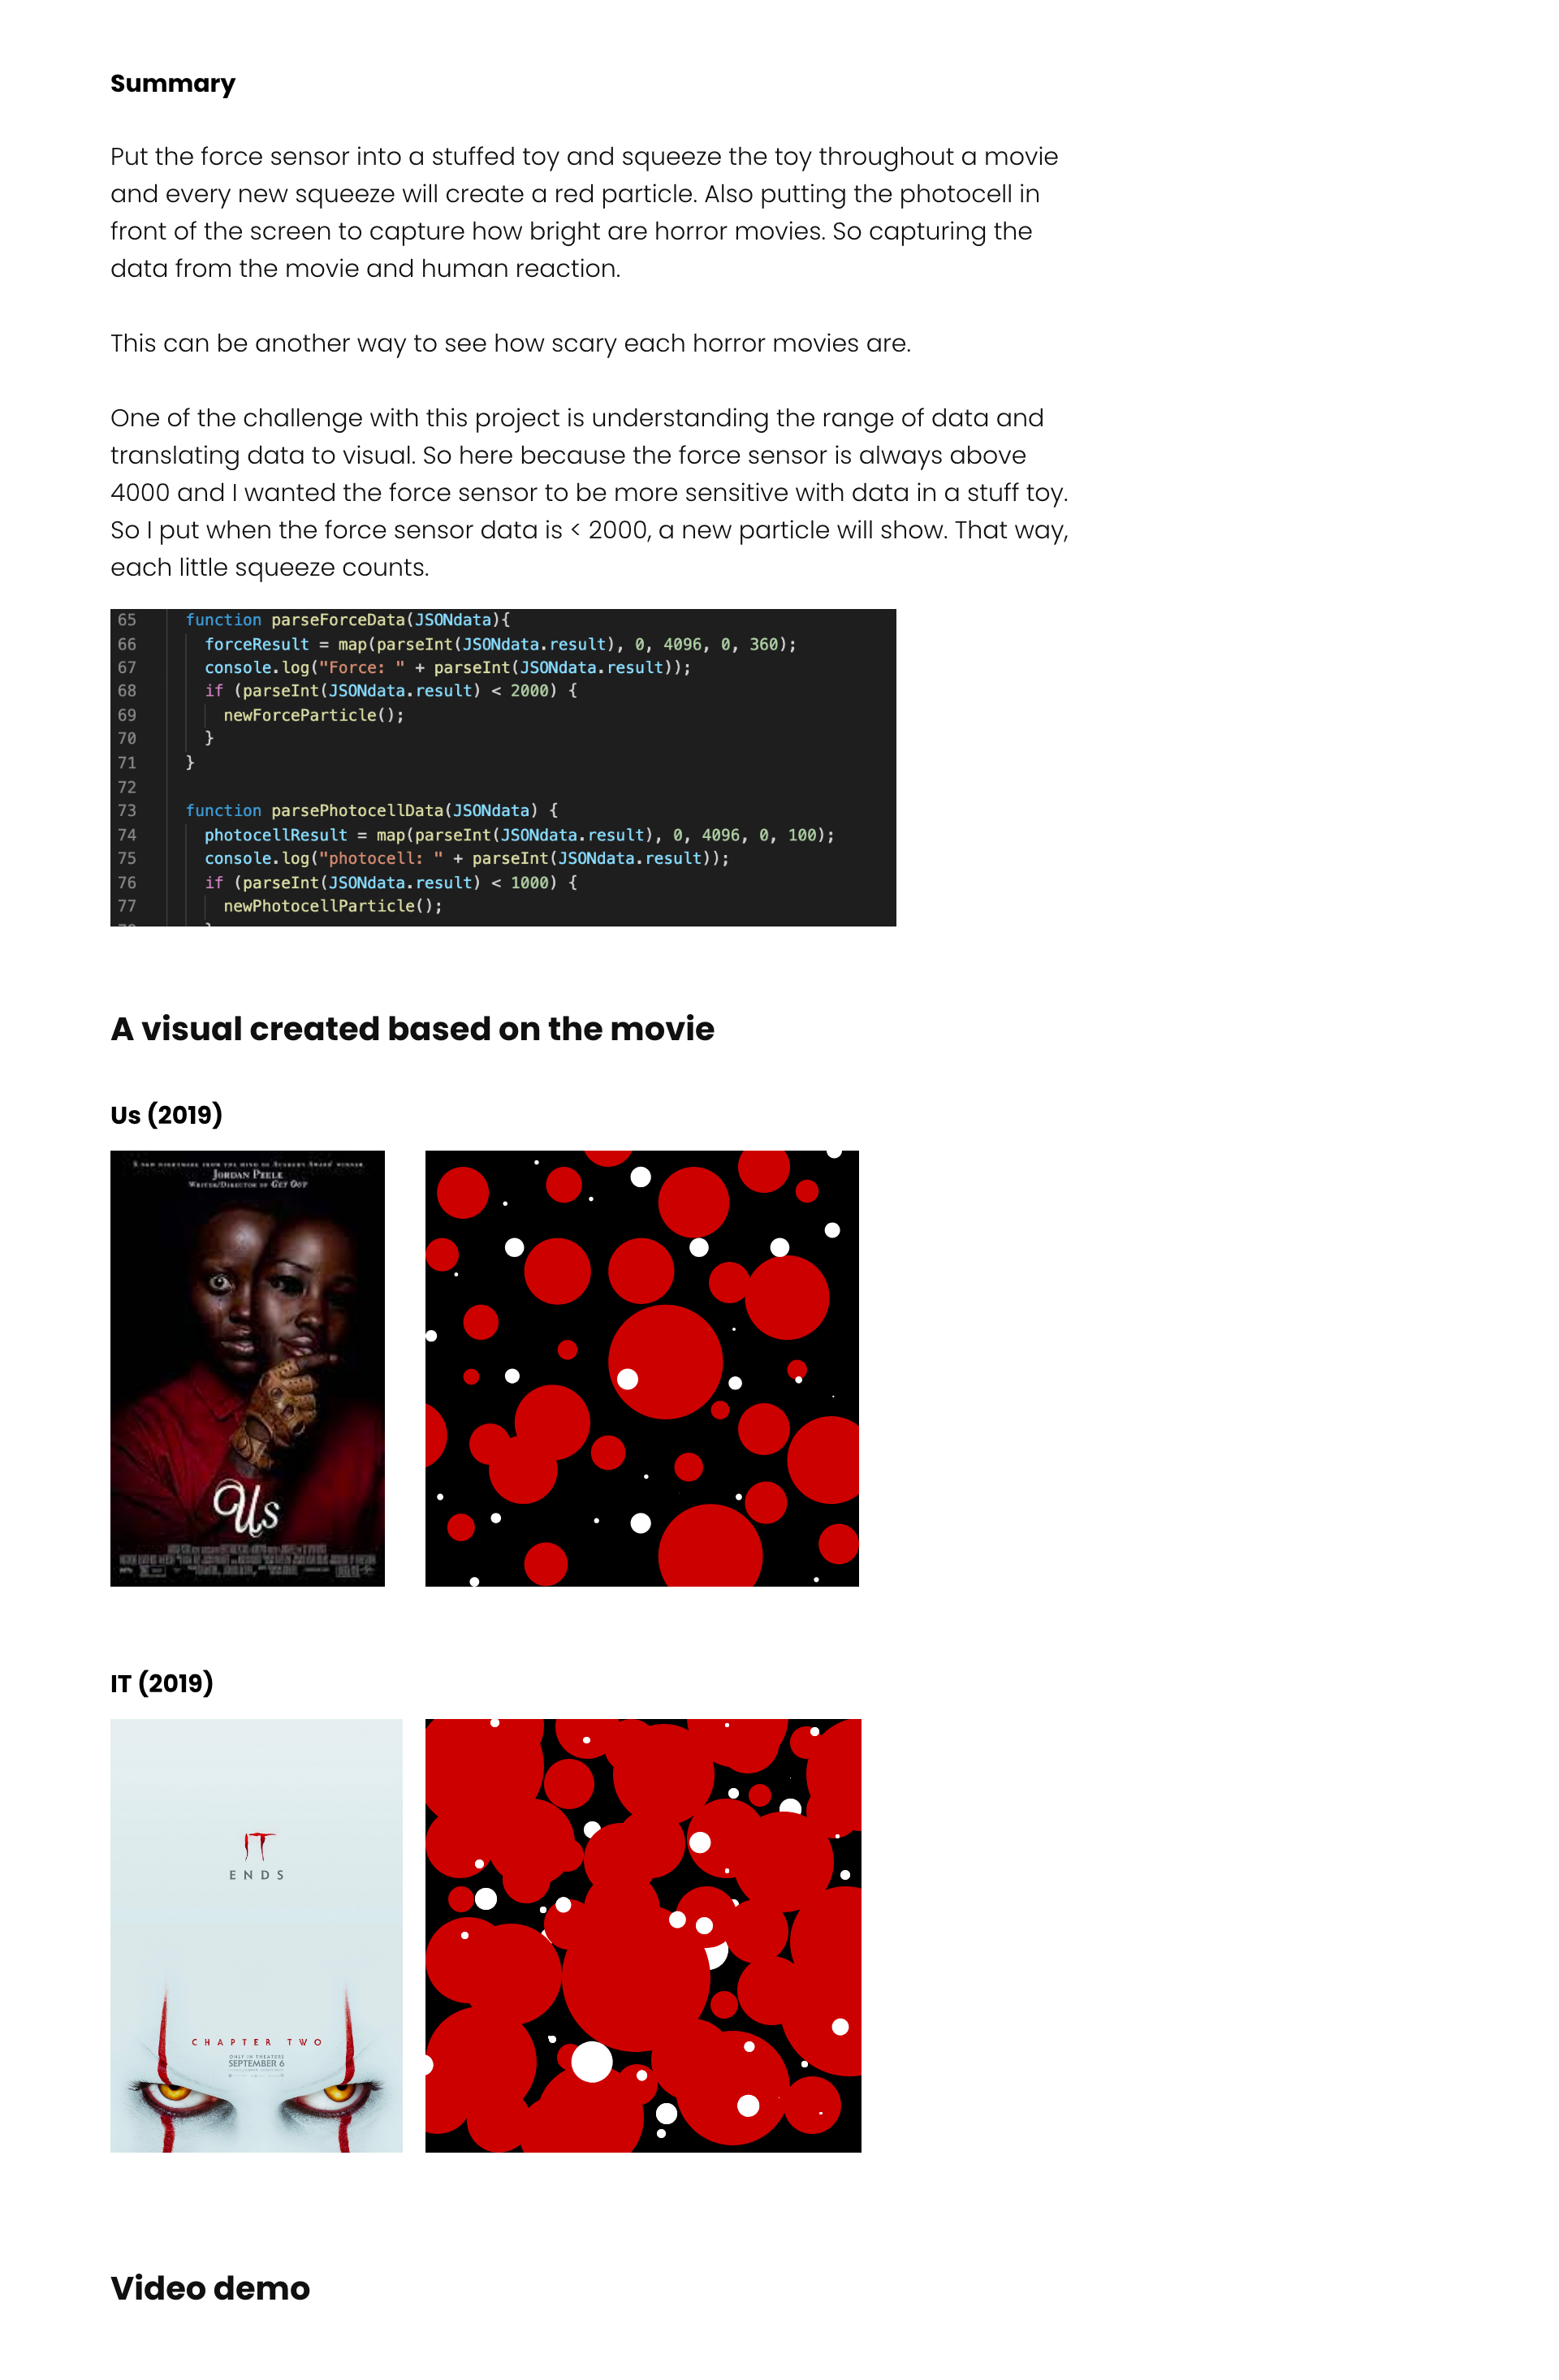 Summary
Put the force sensor into a stuffed toy and squeeze the toy throughout a movie
and every new squeeze will create a red particle. Also putting the photocell in
front of the screen to capture how bright are horror movies. So capturing the
data from the movie and human reaction.
This can be another way to see how scary each horror movies are.
One of the challenge with this project is understanding the range of data and
translating data to visual. So here because the force sensor is always above
4000 and I wanted the force sensor to be more sensitive with data in a stuff toy.
So I put when the force sensor data is < 2000, a new particle will show. That way,
each little squeeze counts.
65 function parseForceData(JSONdata){
66 forceResult = map(parseInt(JSONdata.result), 0, 4096, 0, 360);
67 console.log("Force: " + parseInt(JSONdata.result));
68 if (parseInt(JSONdata.result) < 2000) {
69 newForceParticle();
70 }
71 }
72
73 function parsePhotocellData(JSONdata) {
74 photocellResult = map(parseInt(JSONdata.result), 0, 4096, 0, 100);
75 console.log("photocell: " + parseInt(JSONdata.result));
76 if (parseInt(JSONdata.result) < 1000) {
77 newPhotocellParticle();
A visual created based on the movie
Us (2019)
A NEW NIGHTMARE FROM THE MIND OF ACADEMY AWARD WINNER
JORDAN PEELE
WRITER/DIRECTOR OF GET OUT
Us
IT (2019)
IT
ENDS
CHAPTER TWO
ONLY IN THEATERS
SEPTEMBER 6
Video demo